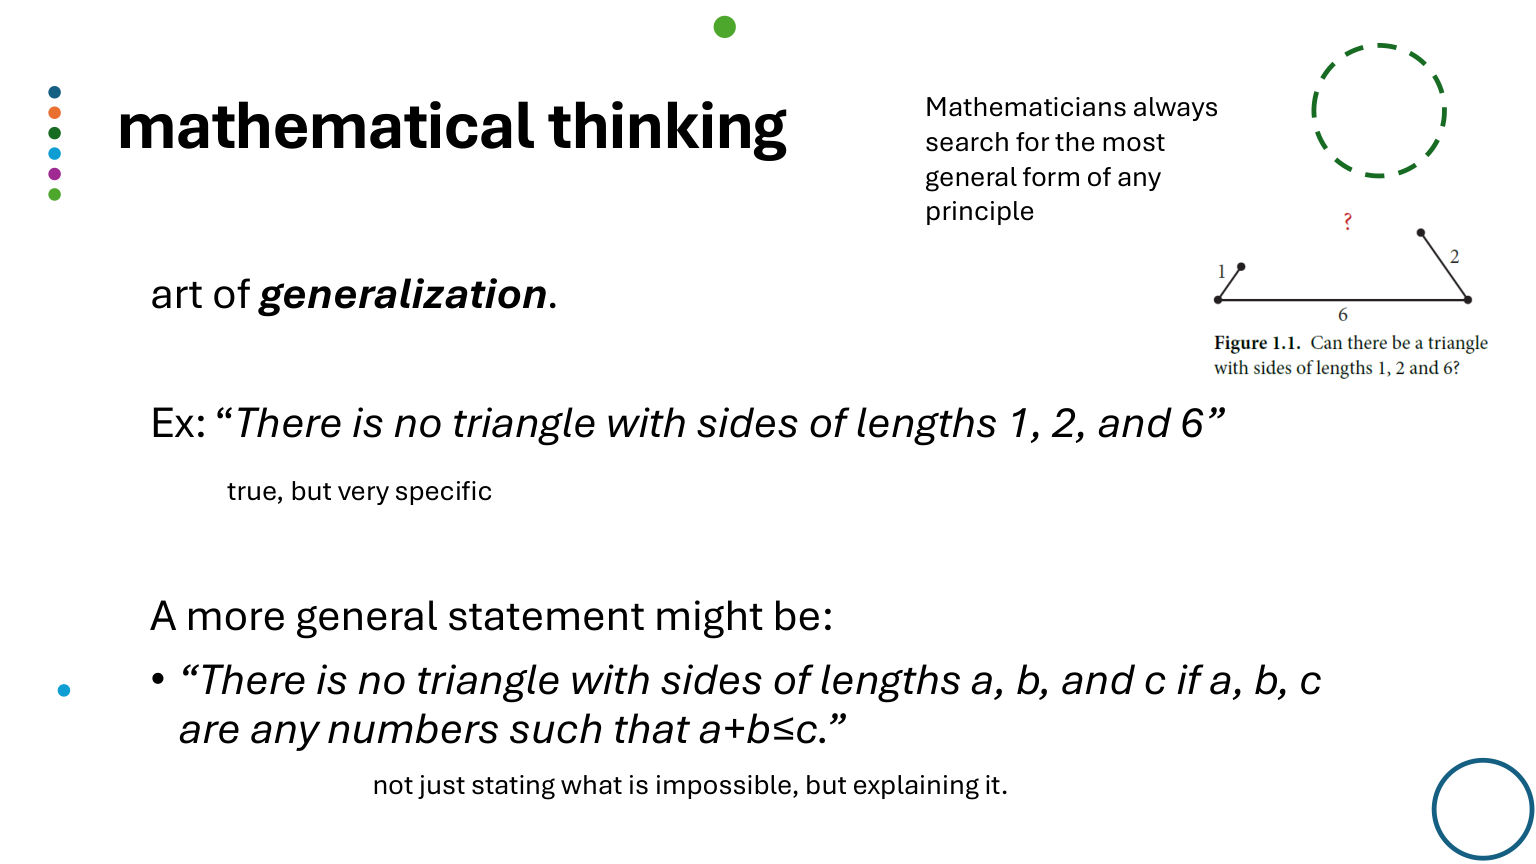 mathematical thinking
Mathematicians always
search for the most
general form of any
principle
?
1
2
6
Figure 1.1. Can there be a triangle
with sides of lengths 1, 2 and 6?
art of generalization.
Ex: “There is no triangle with sides of lengths 1, 2, and 6”
true, but very specific
A more general statement might be:
• “There is no triangle with sides of lengths a, b, and c if a, b, c
are any numbers such that a+b≤c.”
not just stating what is impossible, but explaining it.